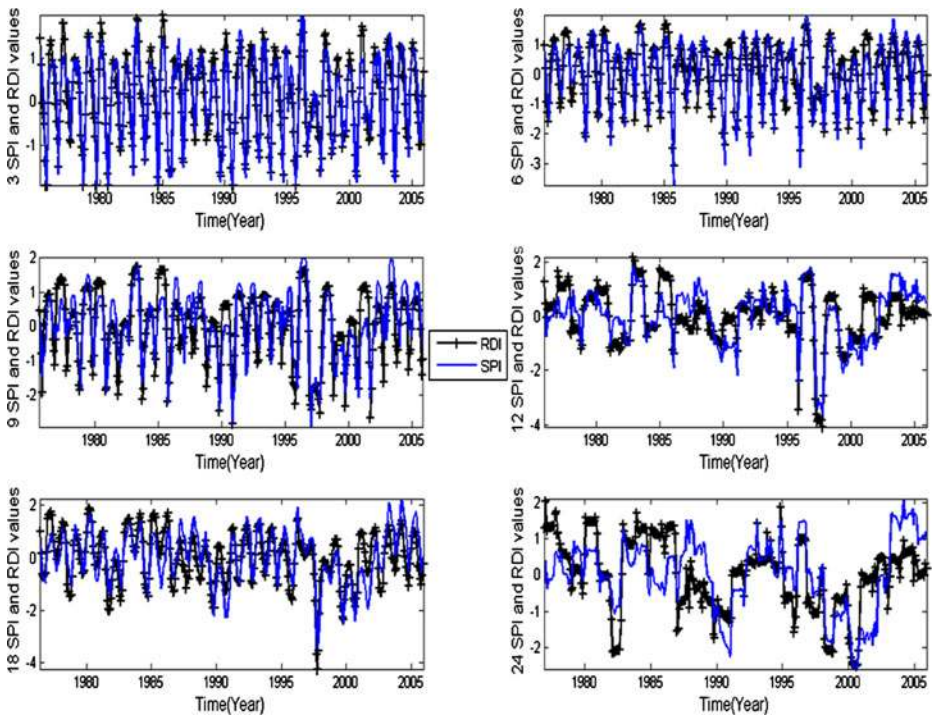 3 SPI and RDI values
1
0
-1
1980 1985 1990 1995 2000 2005
Time(Year)
6 SPI and RDI values
1
0
-1
-2
-3
1980 1985 1990 1995 2000 2005
Time(Year)
9 SPI and RDI values
2
1
0
-1
-2
1980 1985 1990 1995 2000 2005
Time(Year)
RDI
SPI
12 SPI and RDI values
2
0
-2
-4
1980 1985 1990 1995 2000 2005
Time(Year)
18 SPI and RDI values
2
0
-2
-4
1980 1985 1990 1995 2000 2005
Time(Year)
24 SPI and RDI values
2
1
0
-1
-2
1980 1985 1990 1995 2000 2005
Time(Year)